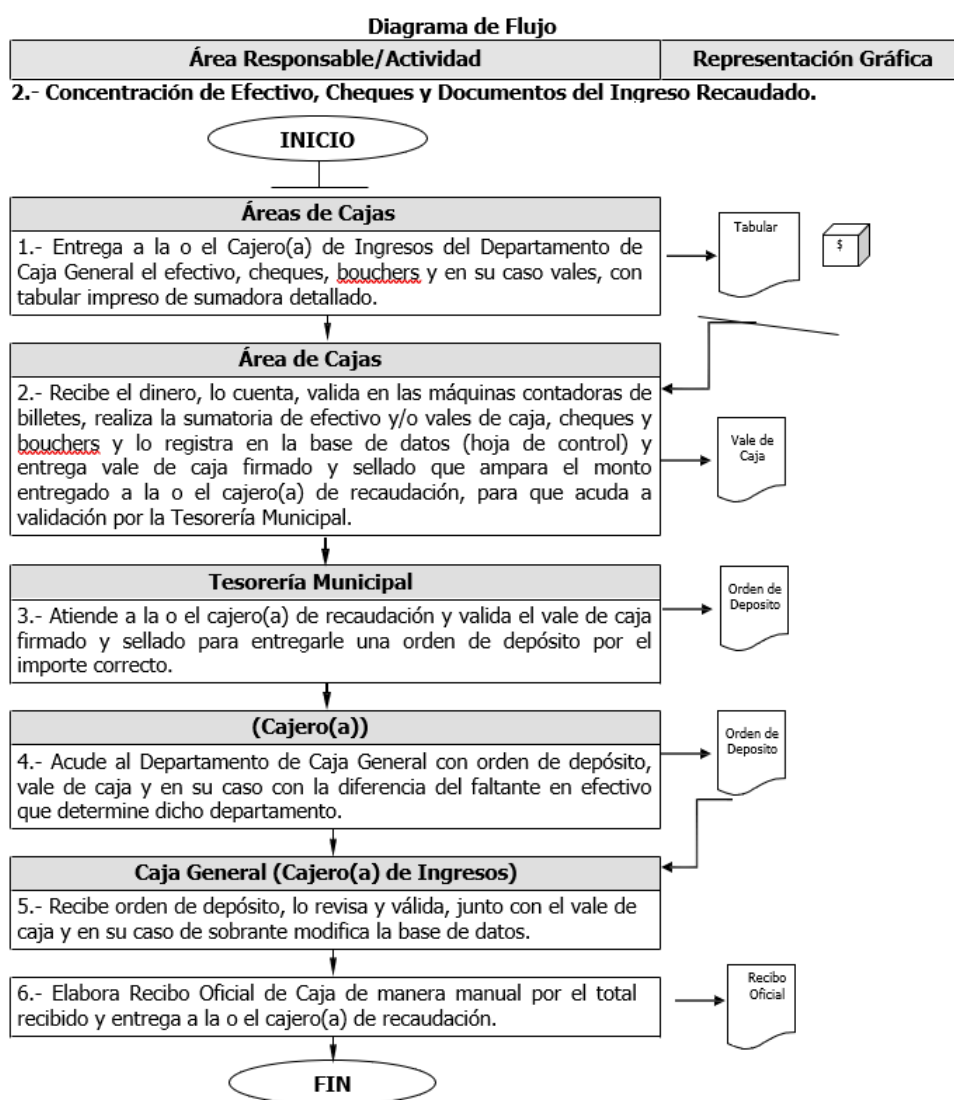 Diagrama de Flujo
Área Responsable/Actividad
Representación Gráfica
2.- Concentración de Efectivo, Cheques y Documentos del Ingreso Recaudado.
INICIO
Áreas de Cajas
1.- Entrega a la o el Cajero(a) de Ingresos del Departamento de
Caja General el efectivo, cheques, bouchers y en su caso vales, con
tabular impreso de sumadora detallado.
Tabular
$
Área de Cajas
2.- Recibe el dinero, lo cuenta, valida en las máquinas contadoras de
billetes, realiza la sumatoria de efectivo y/o vales de caja, cheques y
bouchers y lo registra en la base de datos (hoja de control) y
entrega vale de caja firmado y sellado que ampara el monto
entregado a la o el cajero(a) de recaudación, para que acuda a
validación por la Tesorería Municipal.
Vale de
Caja
Tesorería Municipal
3.- Atiende a la o el cajero(a) de recaudación y valida el vale de caja
firmado y sellado para entregarle una orden de depósito por el
importe correcto.
Orden de
Deposito
(Cajero(a))
4.- Acude al Departamento de Caja General con orden de depósito,
vale de caja y en su caso con la diferencia del faltante en efectivo
que determine dicho departamento.
Orden de
Deposito
Caja General (Cajero(a) de Ingresos)
5.- Recibe orden de depósito, lo revisa y válida, junto con el vale de
caja y en su caso de sobrante modifica la base de datos.
6.- Elabora Recibo Oficial de Caja de manera manual por el total
recibido y entrega a la o el cajero(a) de recaudación.
Recibo
Oficial
FIN